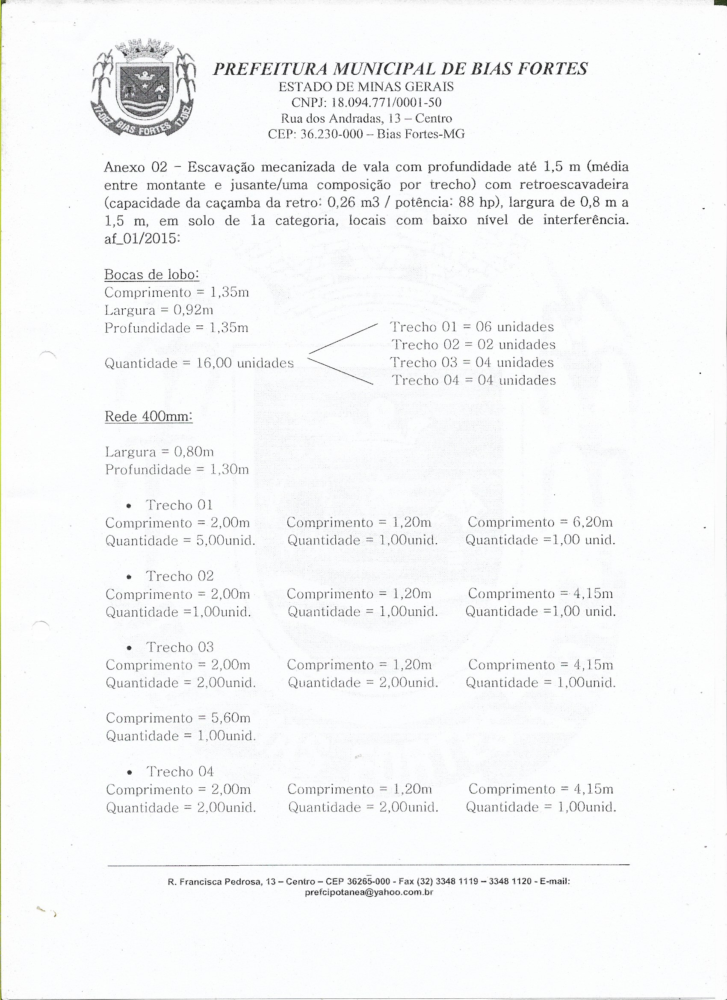 17-DEZ BIAS FORTES 17-DEZ
PREFEITURA MUNICIPAL DE BIAS FORTES
ESTADO DE MINAS GERAIS
CNPJ: 18.094.771/0001-50
Rua dos Andradas, 13 – Centro
CEP: 36.230-000 – Bias Fortes-MG
Anexo 02 - Escavação mecanizada de vala com profundidade até 1,5 m (média
entre montante e jusante/uma composição por trecho) com retroescavadeira
(capacidade da caçamba da retro: 0,26 m3 / potência: 88 hp), largura de 0,8 m a
1,5 m, em solo de 1a categoria, locais com baixo nível de interferência.
af_01/2015:
Bocas de lobo:
Comprimento = 1,35m
Largura = 0,92m
Profundidade = 1,35m
Quantidade = 16,00 unidades
Trecho 01 = 06 unidades
Trecho 02 = 02 unidades
Trecho 03 = 04 unidades
Trecho 04 = 04 unidades
Rede 400mm:
Largura = 0,80m
Profundidade = 1,30m
• Trecho 01
Comprimento = 2,00m Comprimento = 1,20m Comprimento = 6,20m
Quantidade = 5,00unid. Quantidade = 1,00unid. Quantidade =1,00 unid.
• Trecho 02
Comprimento = 2,00m Comprimento = 1,20m Comprimento = 4,15m
Quantidade =1,00unid. Quantidade = 1,00unid. Quantidade =1,00 unid.
• Trecho 03
Comprimento = 2,00m Comprimento = 1,20m Comprimento = 4,15m
Quantidade = 2,00unid. Quantidade = 2,00unid. Quantidade = 1,00unid.
Comprimento = 5,60m
Quantidade = 1,00unid.
• Trecho 04
Comprimento = 2,00m Comprimento = 1,20m Comprimento = 4,15m
Quantidade = 2,00unid. Quantidade = 2,00unid. Quantidade = 1,00unid.
R. Francisca Pedrosa, 13 – Centro – CEP 36265-000 - Fax (32) 3348 1119 – 3348 1120 - E-mail:
prefcipotanea@yahoo.com.br